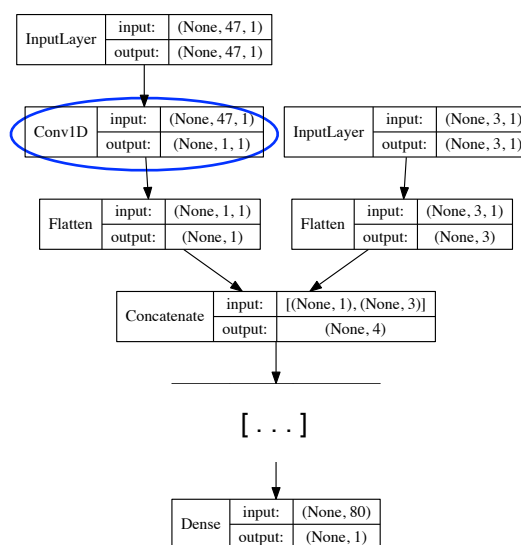 InputLayer input: (None, 47, 1)
output: (None, 47, 1)
Conv1D input: (None, 47, 1)
output: (None, 1, 1)
InputLayer input: (None, 3, 1)
output: (None, 3, 1)
Flatten input: (None, 1, 1)
output: (None, 1)
Flatten input: (None, 3, 1)
output: (None, 3)
Concatenate input: [(None, 1), (None, 3)]
output: (None, 4)
[ . . . ]
Dense input: (None, 80)
output: (None, 1)